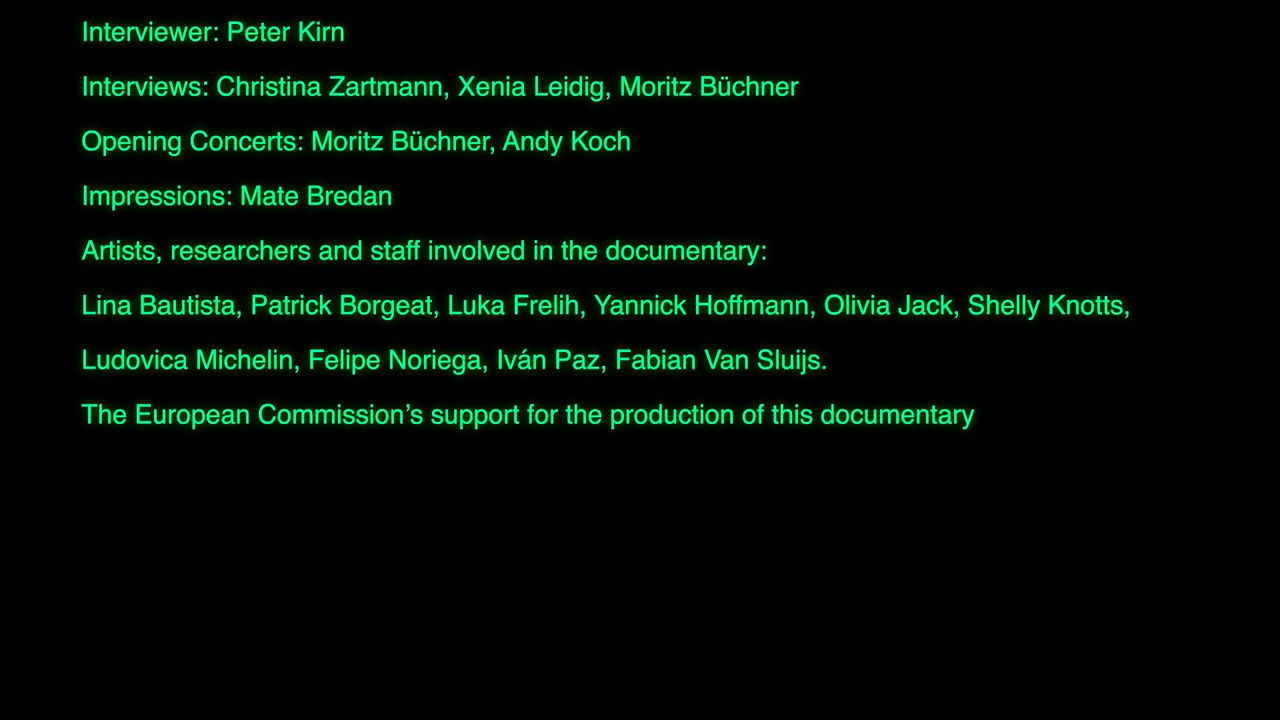 Interviewer: Peter Kirn
Interviews: Christina Zartmann, Xenia Leidig, Moritz Büchner
Opening Concerts: Moritz Büchner, Andy Koch
Impressions: Mate Bredan
Artists, researchers and staff involved in the documentary:
Lina Bautista, Patrick Borgeat, Luka Frelih, Yannick Hoffmann, Olivia Jack, Shelly Knotts,
Ludovica Michelin, Felipe Noriega, Iván Paz, Fabian Van Sluijs.
The European Commission’s support for the production of this documentary